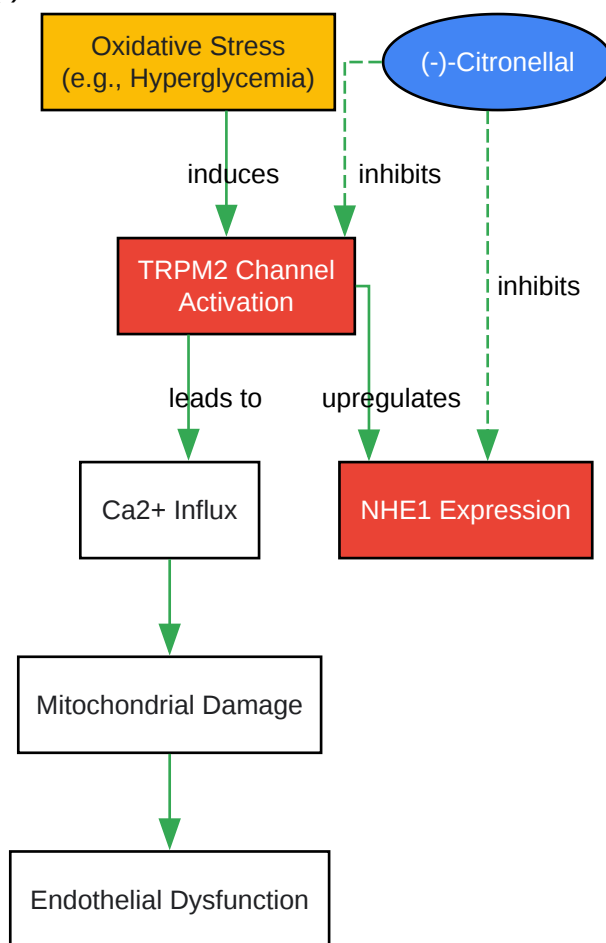 )
Oxidative Stress
(e.g., Hyperglycemia)
(-)-Citronellal
induces
inhibits
TRPM2 Channel
Activation
inhibits
leads to
upregulates
Ca2+ Influx
NHE1 Expression
Mitochondrial Damage
Endothelial Dysfunction